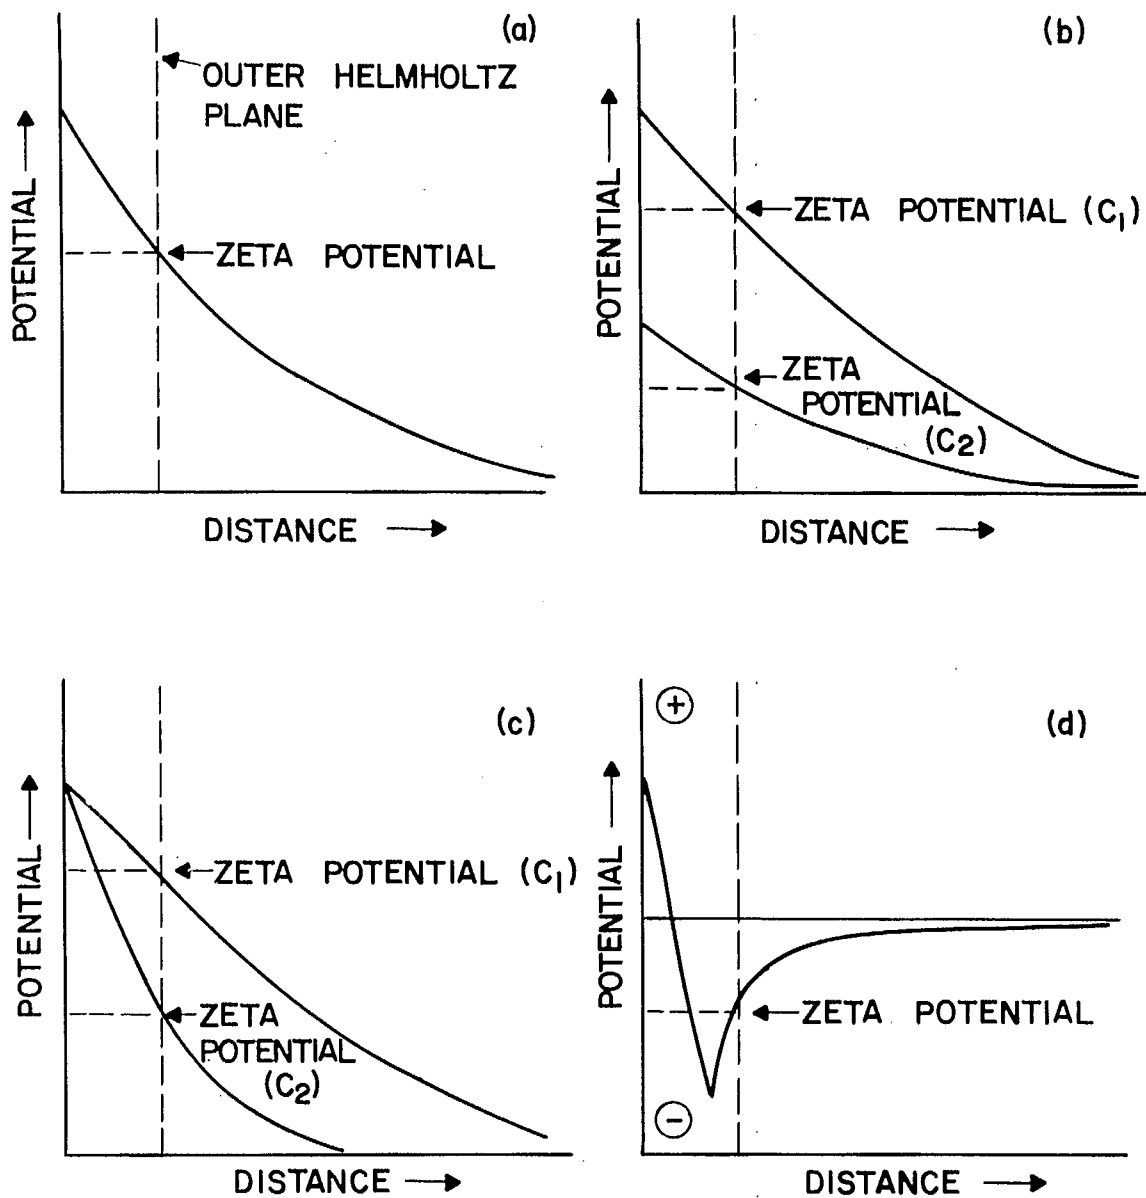 (a)
OUTER HELMHOLTZ
PLANE
POTENTIAL
ZETA POTENTIAL
DISTANCE
(b)
POTENTIAL
ZETA POTENTIAL (C₁)
ZETA
POTENTIAL
(C₂)
DISTANCE
(c)
POTENTIAL
ZETA POTENTIAL (C₁)
ZETA
POTENTIAL
(C₂)
DISTANCE
(d)
+
POTENTIAL
ZETA POTENTIAL
−
DISTANCE